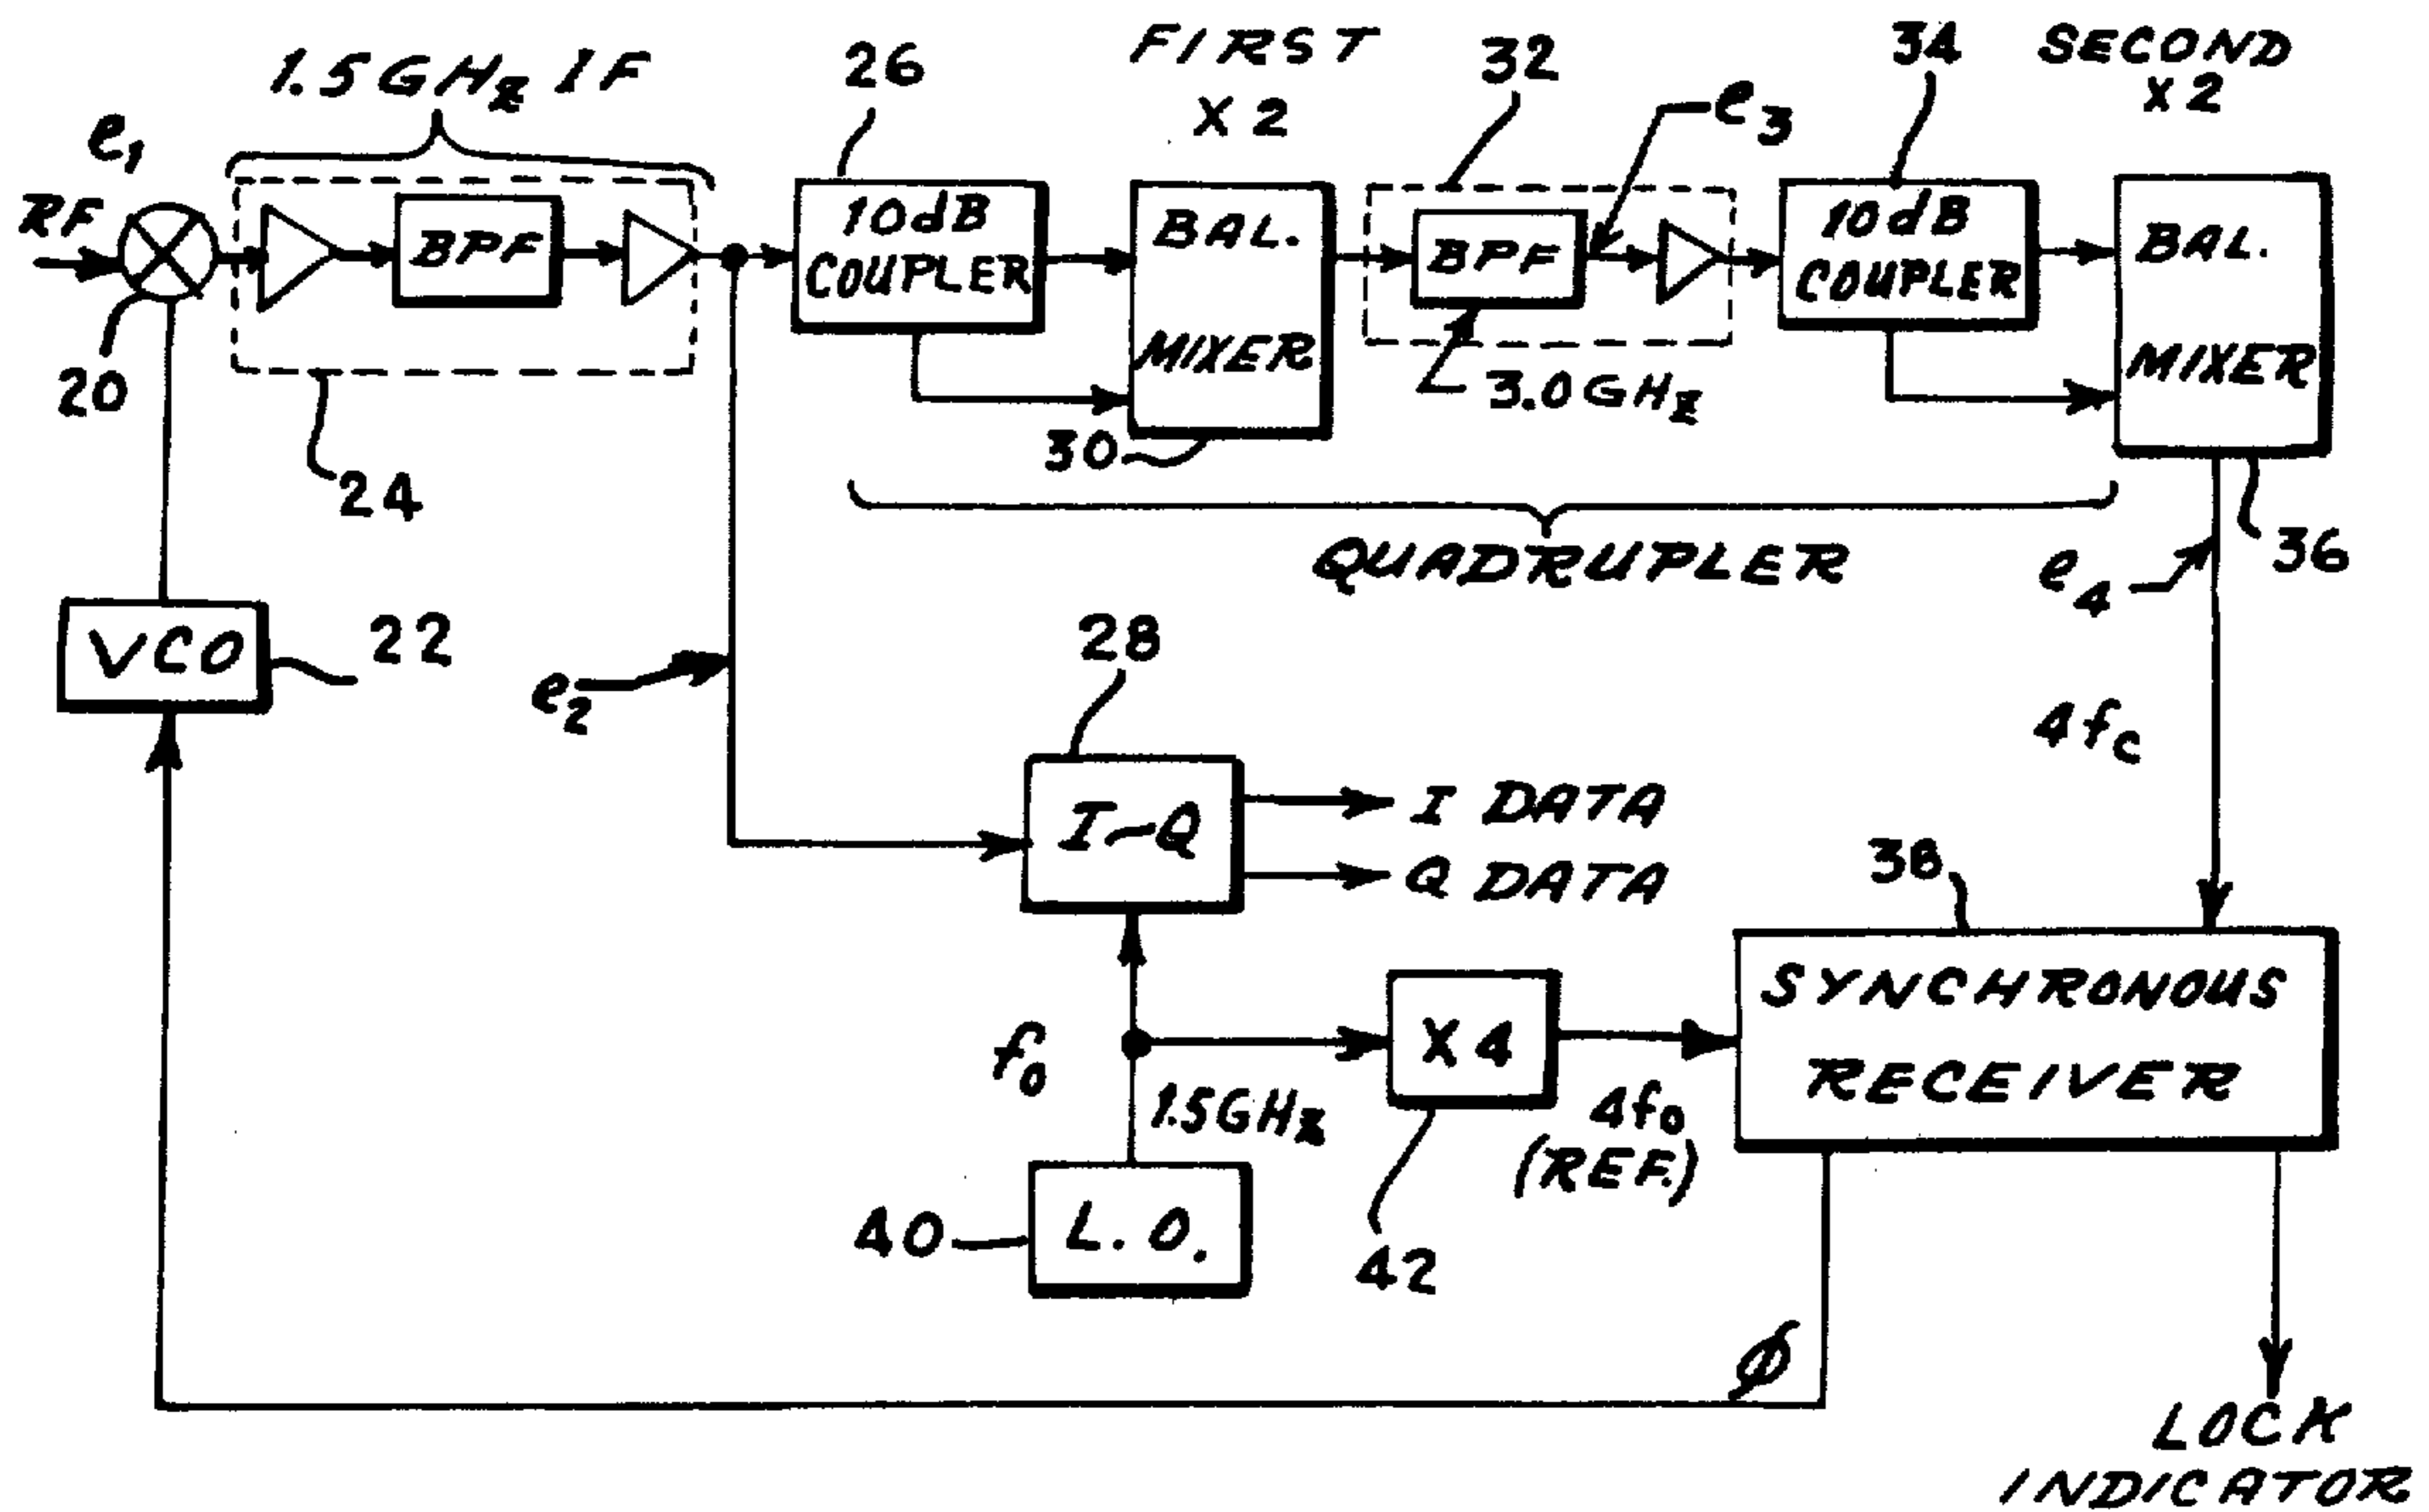 1.5GHz IF
26
FIRST
X2
32
e3
34
SECOND
X2
e1
RF
BPF
10dB
COUPLER
BAL.
MIXER
BPF
10dB
COUPLER
BAL.
MIXER
20
24
30
3.0GHz
36
QUADRUPLER
e4
VCO
22
e2
28
4fc
I-Q
I DATA
Q DATA
38
SYNCHRONOUS
RECEIVER
f0
X4
1.5GHz
4f0
(REF.)
40
L.O.
42
ϕ
LOCK
INDICATOR